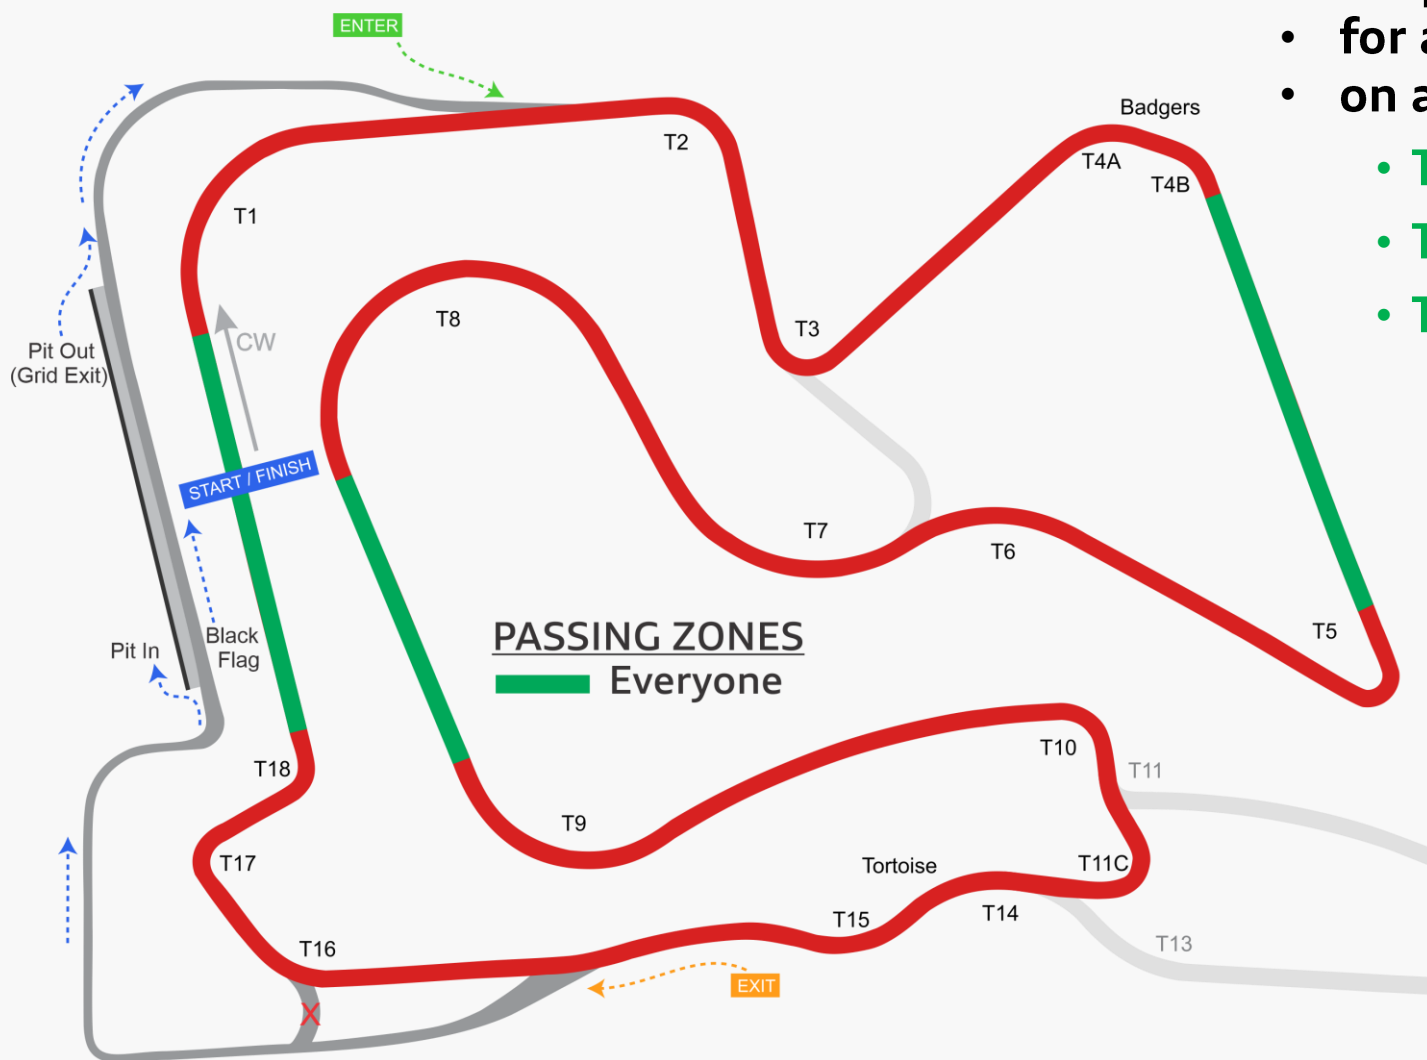 ENTER
• for a
• on a
Badgers
T2
T4A
T4B
• T
T1
• T
T8
T3
• T
CW
Pit Out
(Grid Exit)
START / FINISH
T7
T6
PASSING ZONES
Everyone
T5
Black
Flag
Pit In
T10
T18
T11
T9
T17
Tortoise
T11C
T14
T15
T16
T13
EXIT
X